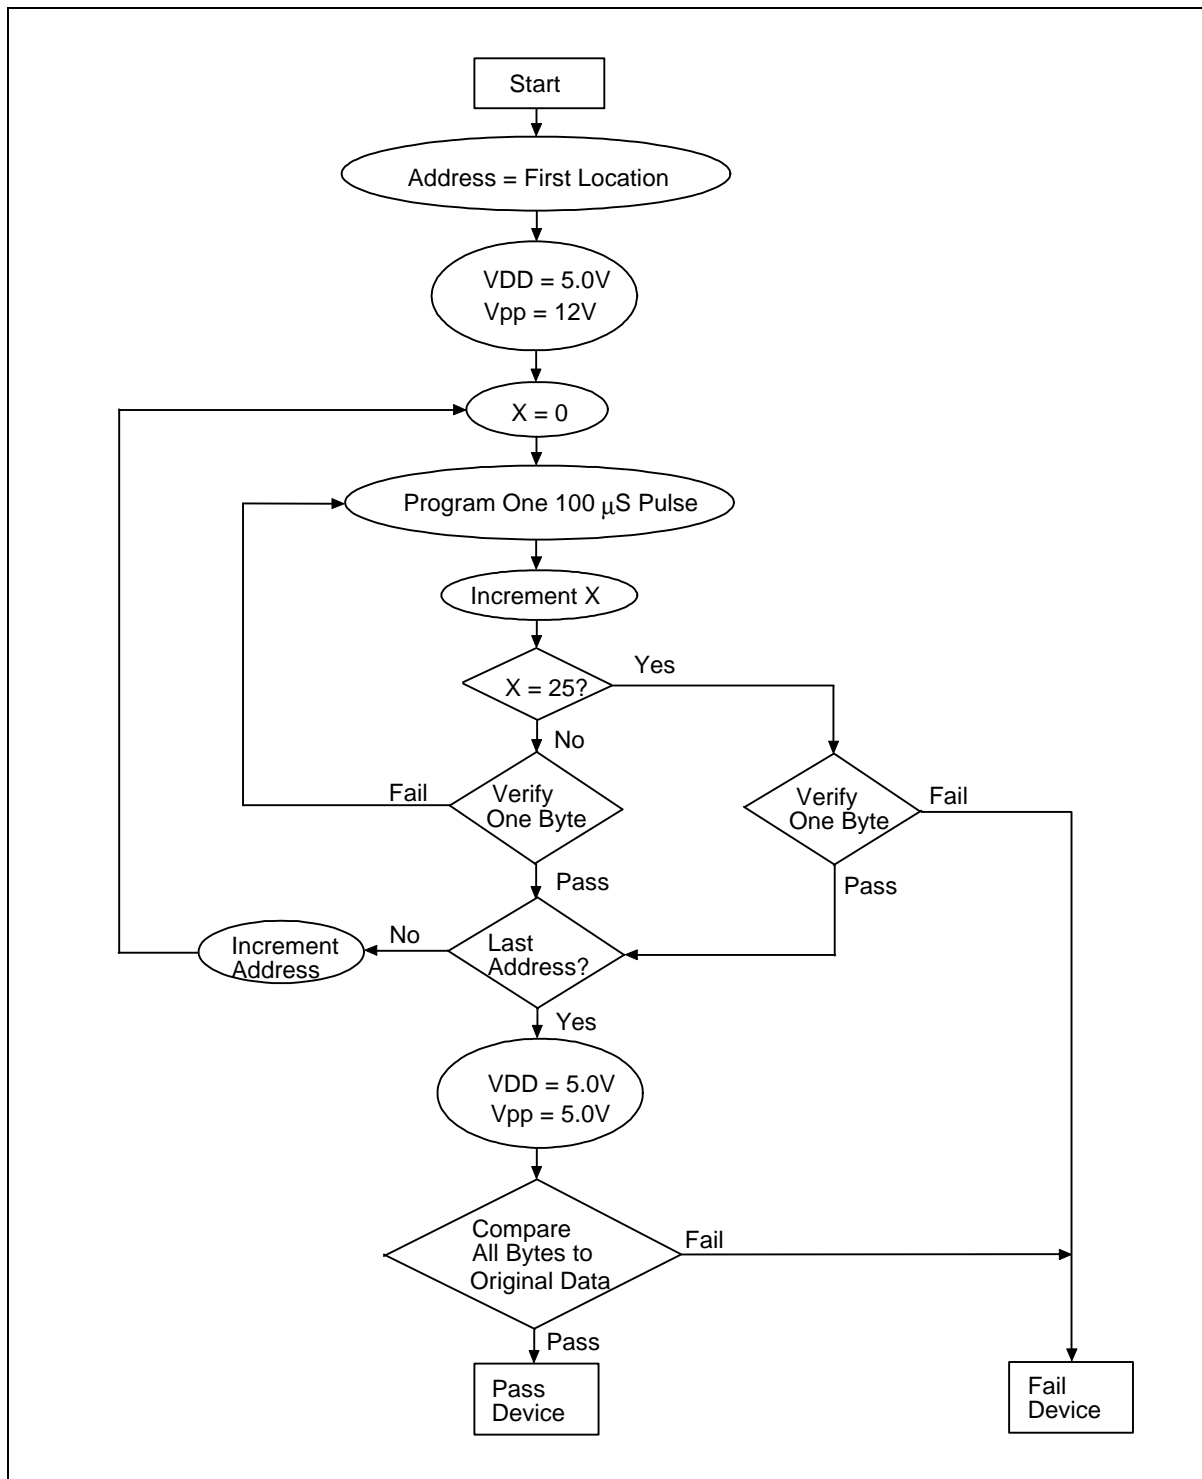 Start
Address = First Location
VDD = 5.0V
Vpp = 12V
X = 0
Program One 100 μS Pulse
Increment X
X = 25?
Yes
No
Fail
Verify
One Byte
Verify
One Byte
Fail
Pass
Pass
Increment
Address
No
Last
Address?
Yes
VDD = 5.0V
Vpp = 5.0V
Compare
All Bytes to
Original Data
Fail
Pass
Pass
Device
Fail
Device